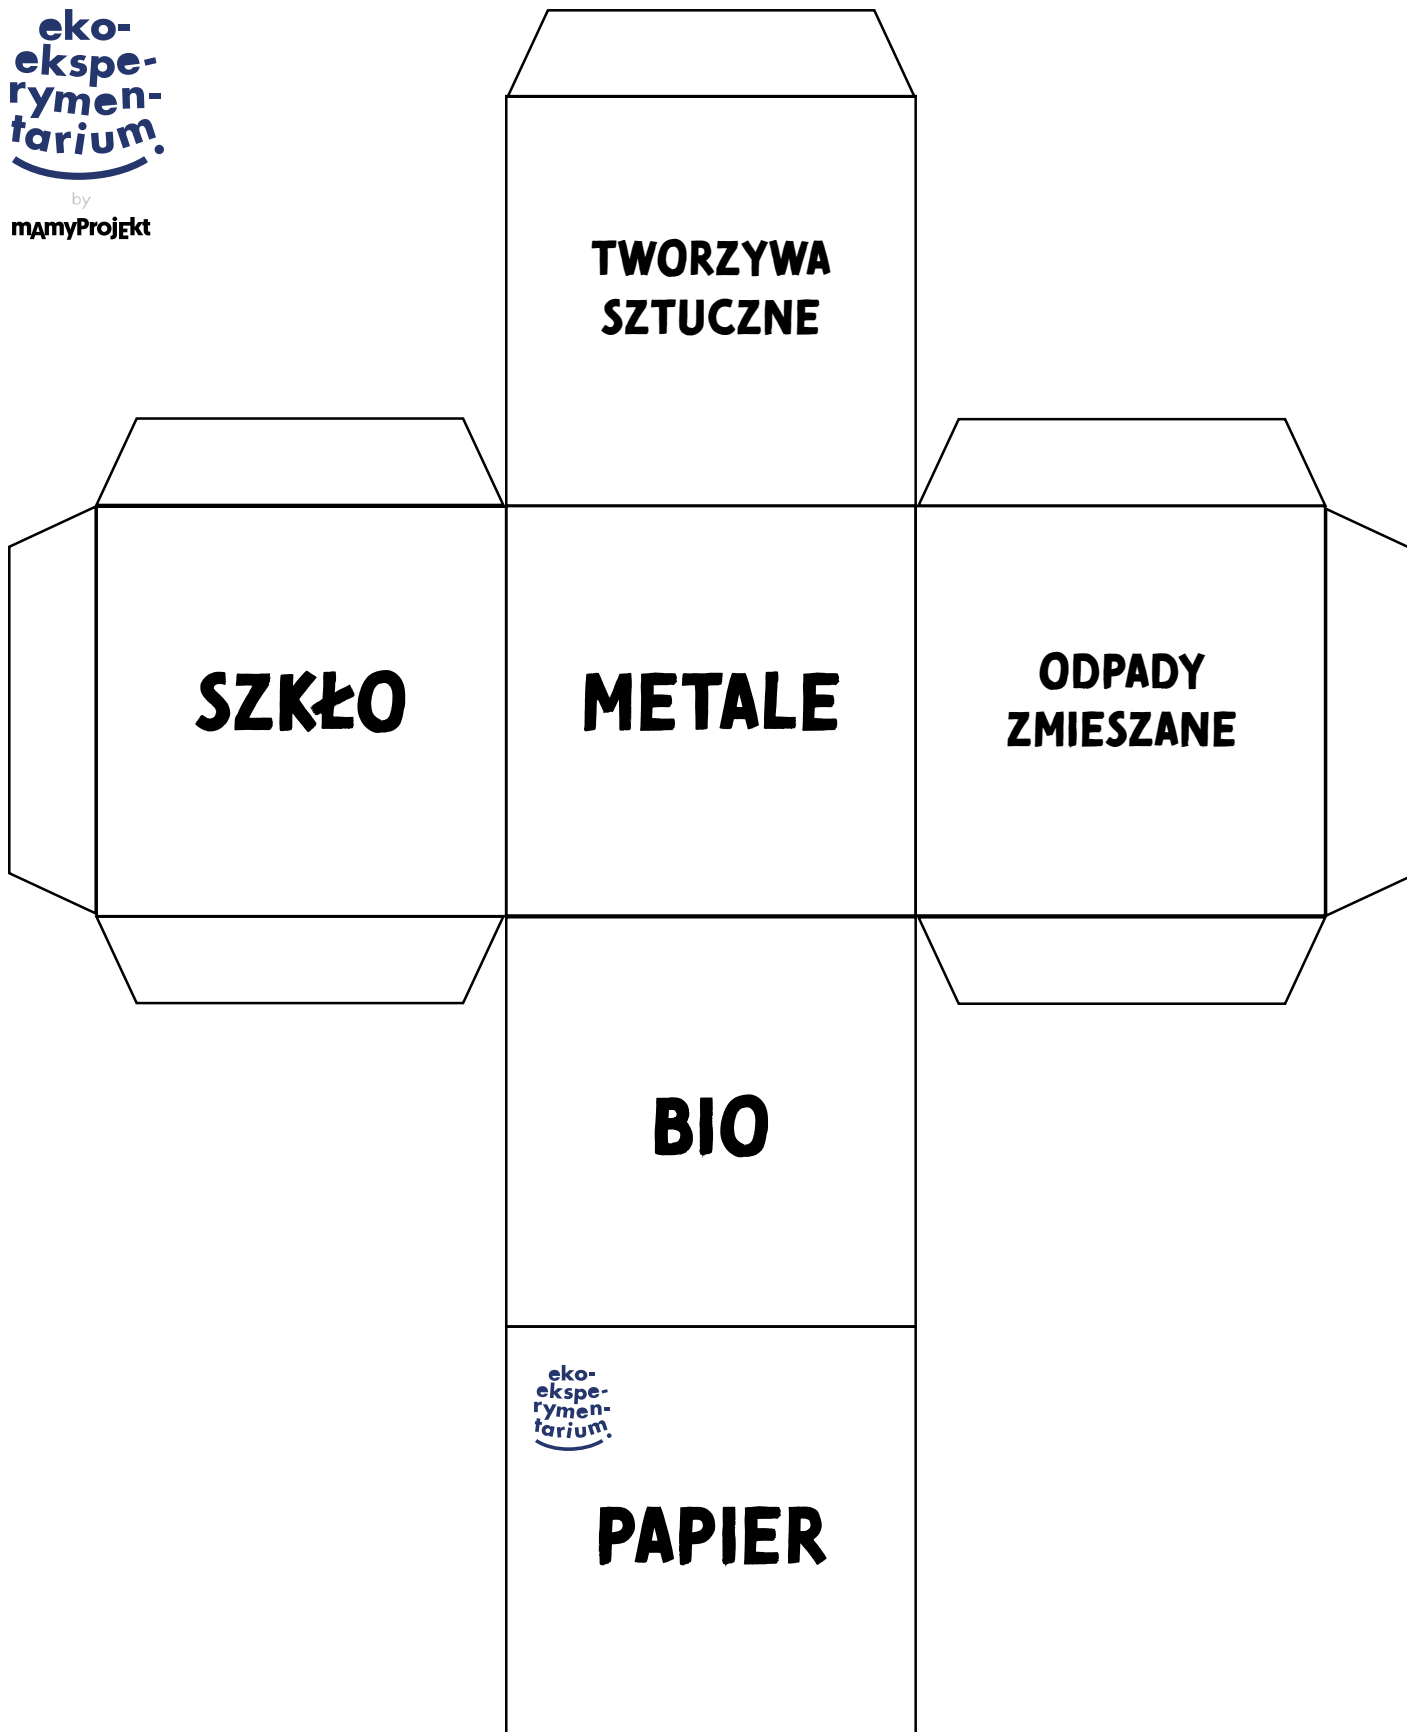 eko-
ekspe-
rymen-
tarium.
by
mAmyProjEkt
TWORZYWA
SZTUCZNE
SZKŁO
METALE
ODPADY
ZMIESZANE
BIO
eko-
ekspe-
rymen-
tarium.
PAPIER